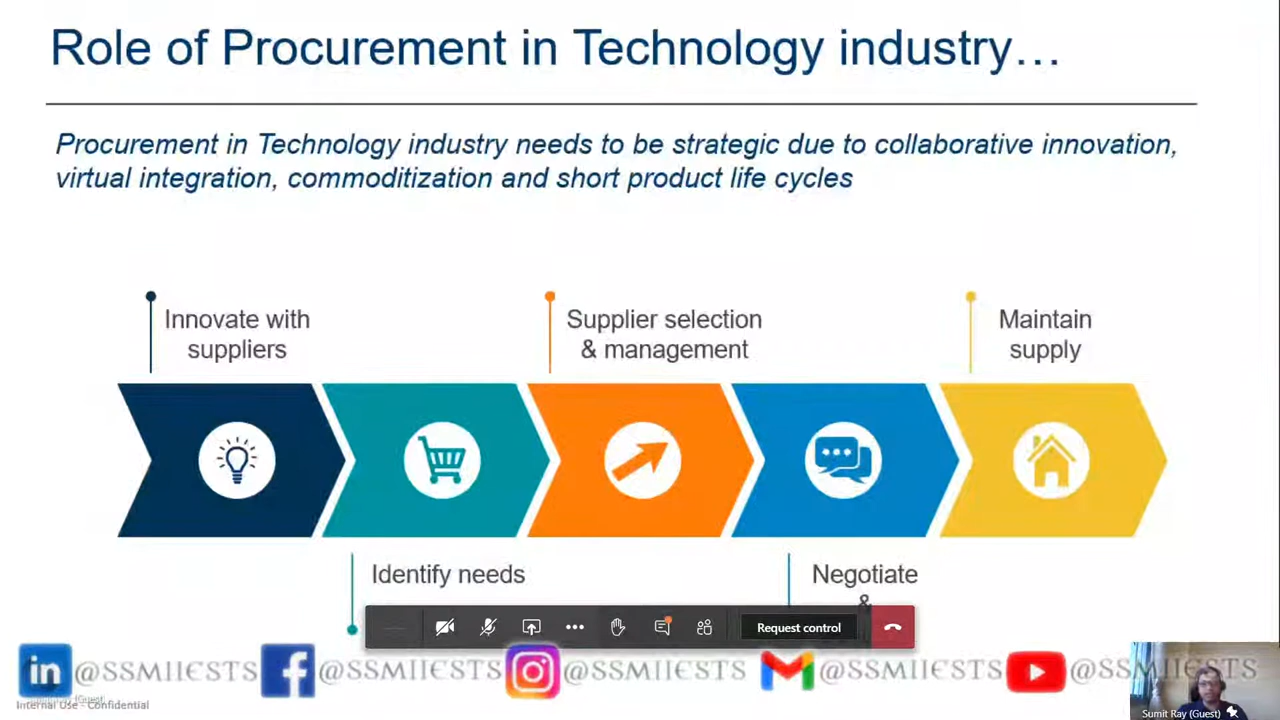 Role of Procurement in Technology industry…
Procurement in Technology industry needs to be strategic due to collaborative innovation,
virtual integration, commoditization and short product life cycles
Innovate with
suppliers
Supplier selection
& management
Maintain
supply
Identify needs
Negotiate
&
Request control
in @SSMIIESTS f @SSMIIESTS @SSMIIESTS @SSMIIESTS @SSMIIESTS
(Guest)
Internal Use - Confidential
Sumit Ray (Guest)